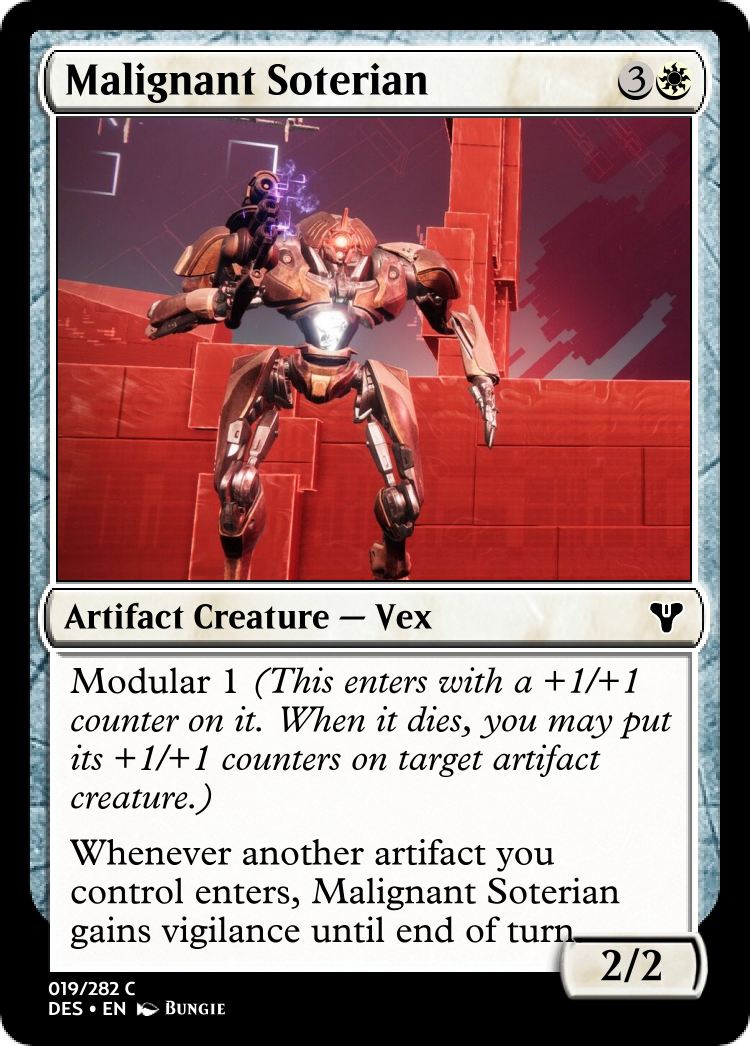 Malignant Soterian 3
Artifact Creature — Vex
Modular 1 (This enters with a +1/+1
counter on it. When it dies, you may put
its +1/+1 counters on target artifact
creature.)
Whenever another artifact you
control enters, Malignant Soterian
gains vigilance until end of turn.
2/2
019/282 C
DES • EN Bungie